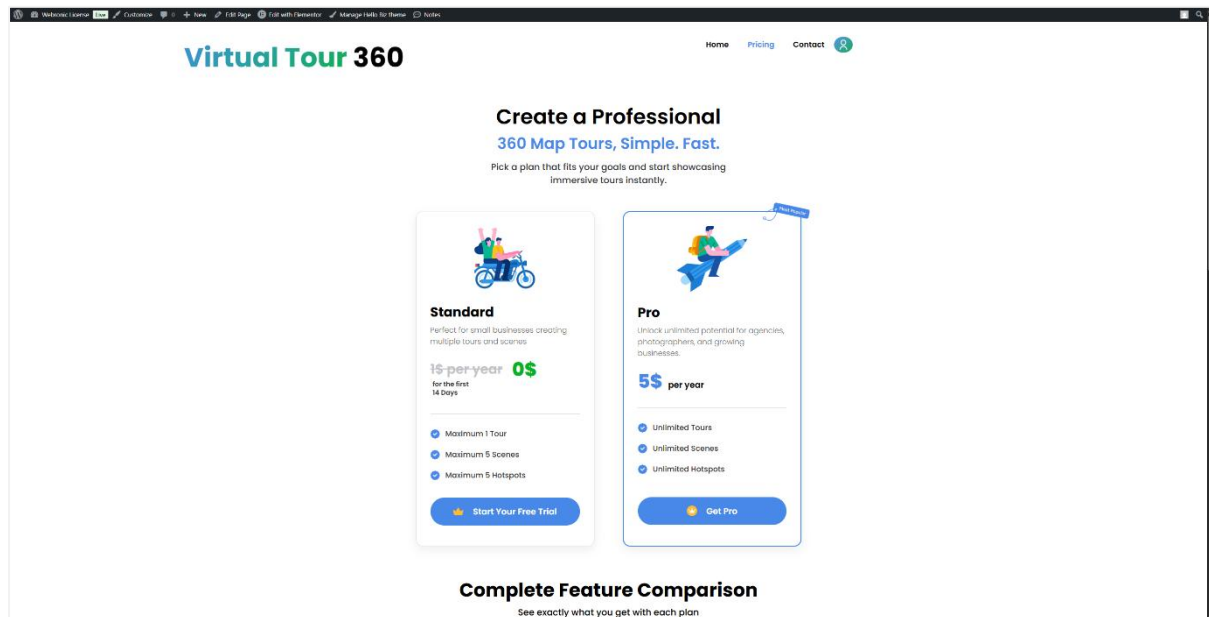 Webronic License Live Customize 0 New Edit Page Edit with Elementor Manage Hello Biz theme Notes
Virtual Tour 360
Home Pricing Contact
Create a Professional
360 Map Tours, Simple. Fast.
Pick a plan that fits your goals and start showcasing
immersive tours instantly.
Standard
Perfect for small businesses creating
multiple tours and scenes
1$ per year 0$
for the first
14 Days
Maximum 1 Tour
Maximum 5 Scenes
Maximum 5 Hotspots
Start Your Free Trial
Most Popular
Pro
Unlock unlimited potential for agencies,
photographers, and growing
businesses.
5$ per year
Unlimited Tours
Unlimited Scenes
Unlimited Hotspots
Get Pro
Complete Feature Comparison
See exactly what you get with each plan